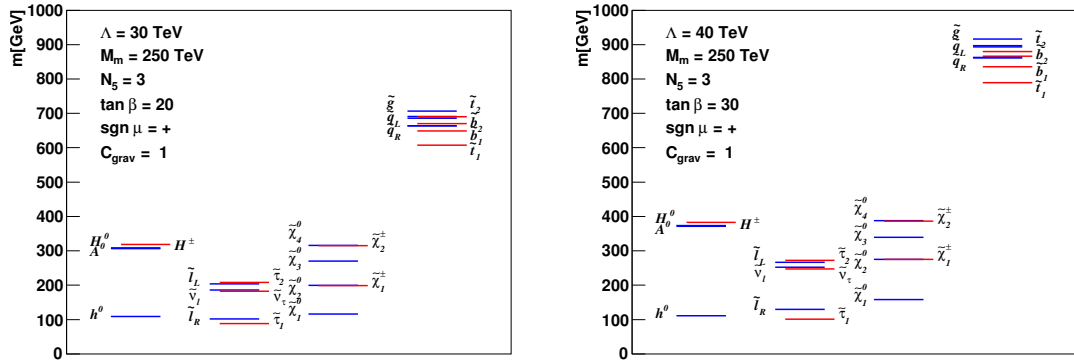 m[GeV]
1000
900
800
700
600
500
400
300
200
100
0
Λ = 30 TeV
M_m = 250 TeV
N_5 = 3
tan β = 20
sgn μ = +
C_grav = 1
g̃
q̃_L
q̃_R
t̃_2
b̃_2
b̃_1
t̃_1
H^0
A^0
H^±
h^0
l̃_L
ν̃_l
l̃_R
τ̃_2
ν̃_τ
τ̃_1
χ̃_4^0
χ̃_3^0
χ̃_2^0
χ̃_1^0
χ̃_2^±
χ̃_1^±
m[GeV]
1000
900
800
700
600
500
400
300
200
100
0
Λ = 40 TeV
M_m = 250 TeV
N_5 = 3
tan β = 30
sgn μ = +
C_grav = 1
g̃
q̃_L
q̃_R
t̃_2
b̃_2
b̃_1
t̃_1
H^0
A^0
H^±
h^0
l̃_L
ν̃_l
l̃_R
τ̃_2
ν̃_τ
τ̃_1
χ̃_4^0
χ̃_3^0
χ̃_2^0
χ̃_1^0
χ̃_2^±
χ̃_1^±